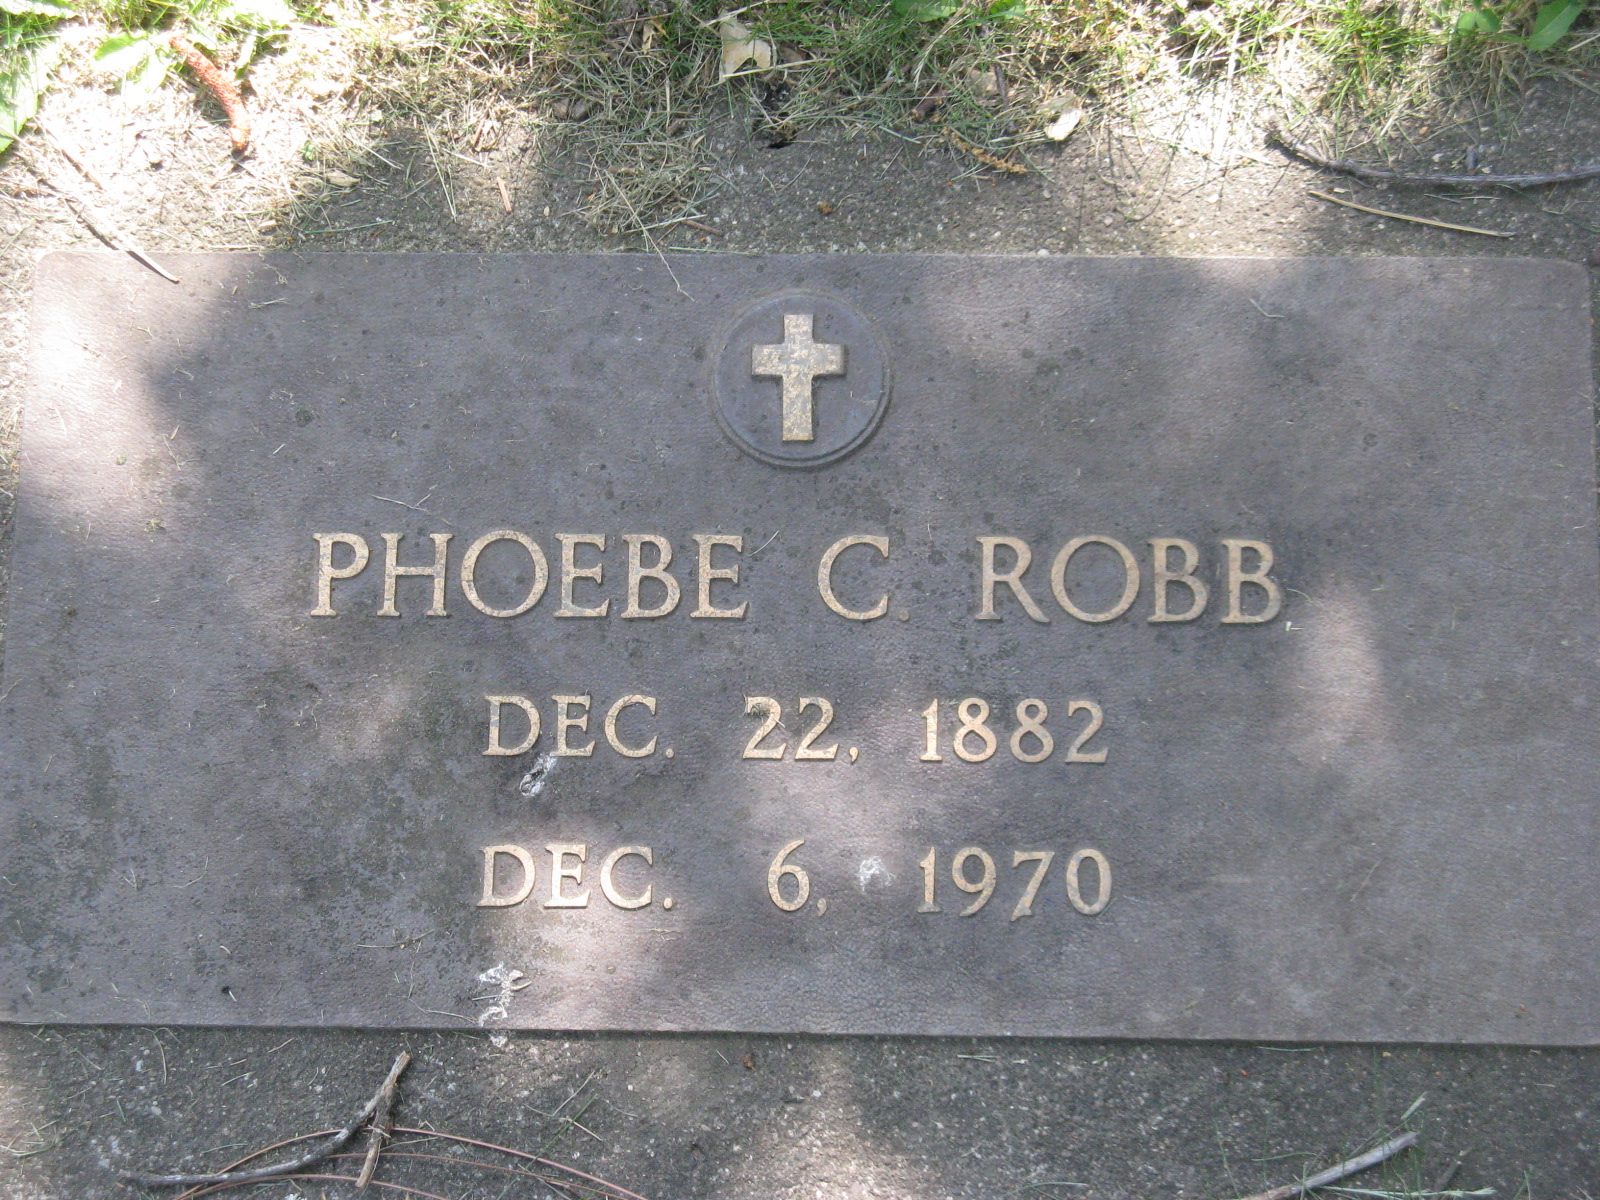 PHOEBE C. ROBB
DEC. 22, 1882
DEC. 6, 1970